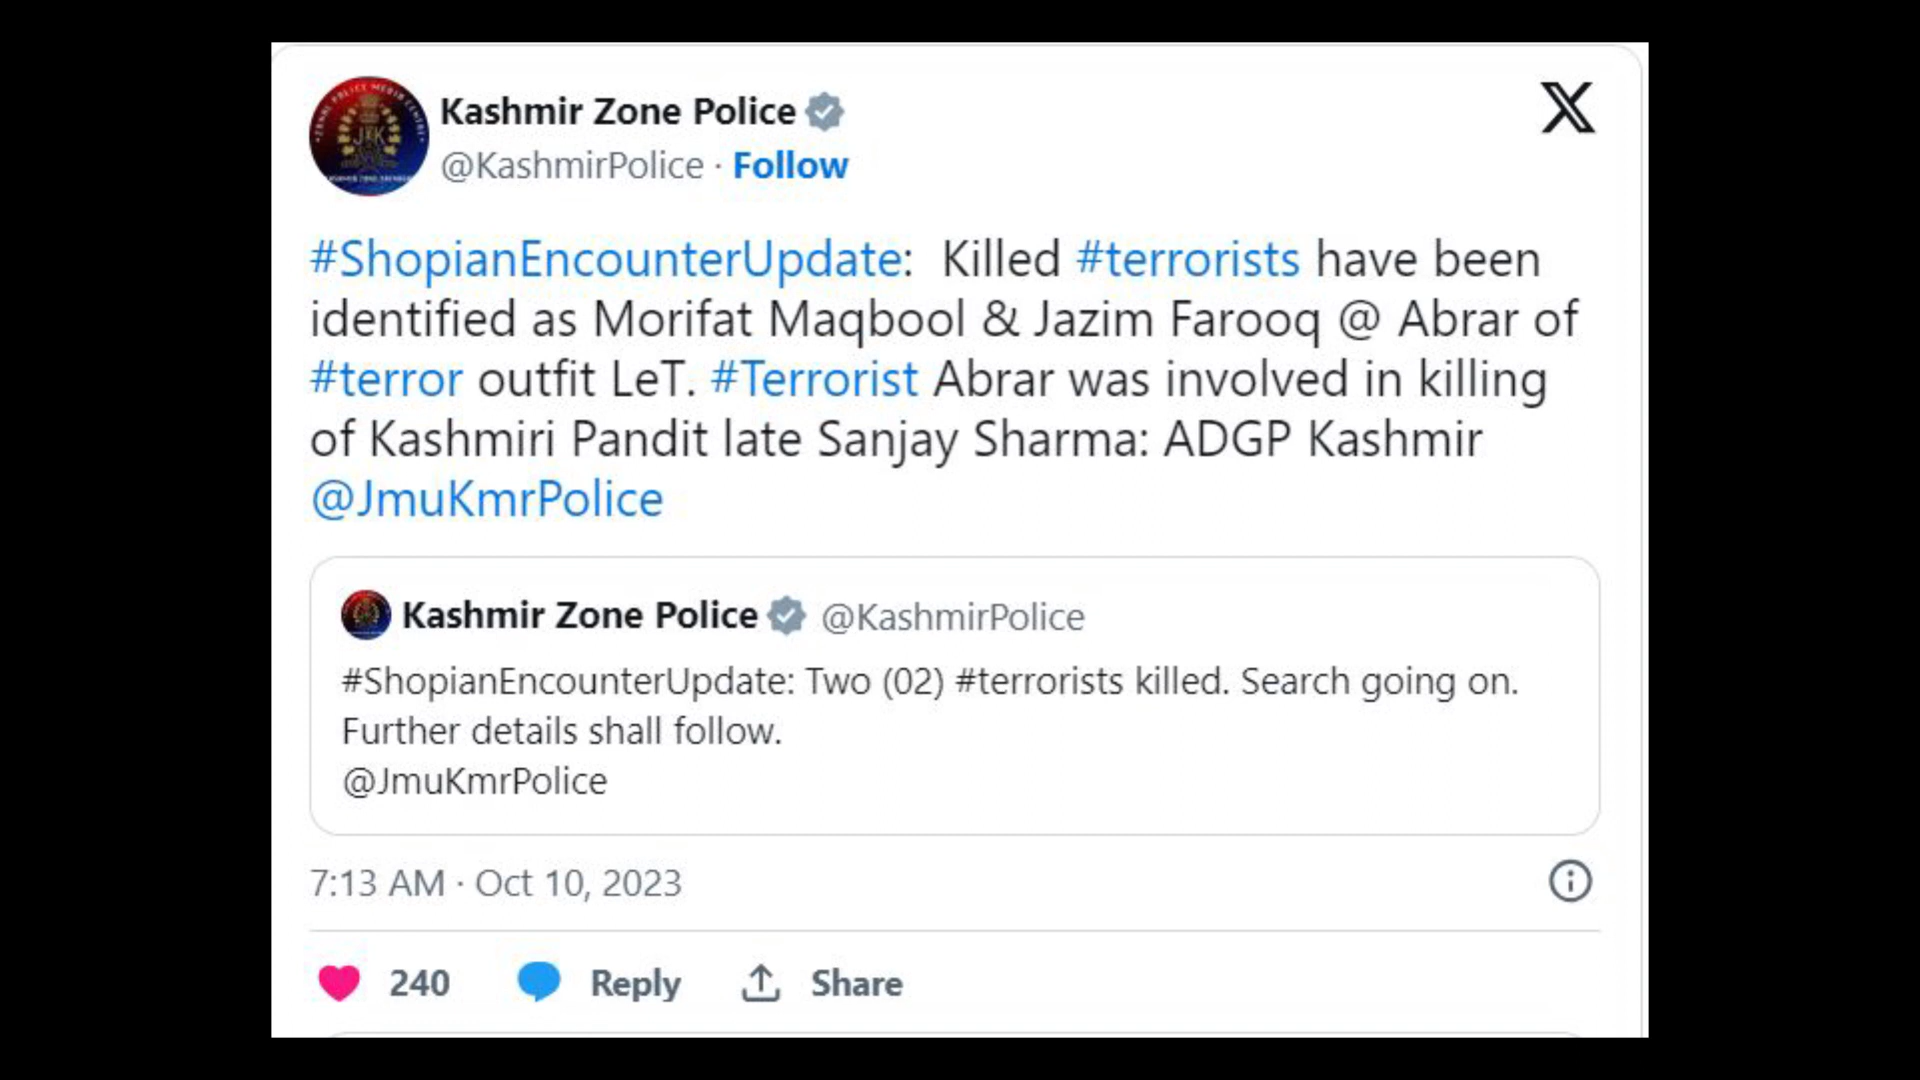 Kashmir Zone Police
@KashmirPolice · Follow
#ShopianEncounterUpdate: Killed #terrorists have been
identified as Morifat Maqbool & Jazim Farooq @ Abrar of
#terror outfit LeT. #Terrorist Abrar was involved in killing
of Kashmiri Pandit late Sanjay Sharma: ADGP Kashmir
@JmuKmrPolice
Kashmir Zone Police @KashmirPolice
#ShopianEncounterUpdate: Two (02) #terrorists killed. Search going on.
Further details shall follow.
@JmuKmrPolice
7:13 AM · Oct 10, 2023
240 Reply Share